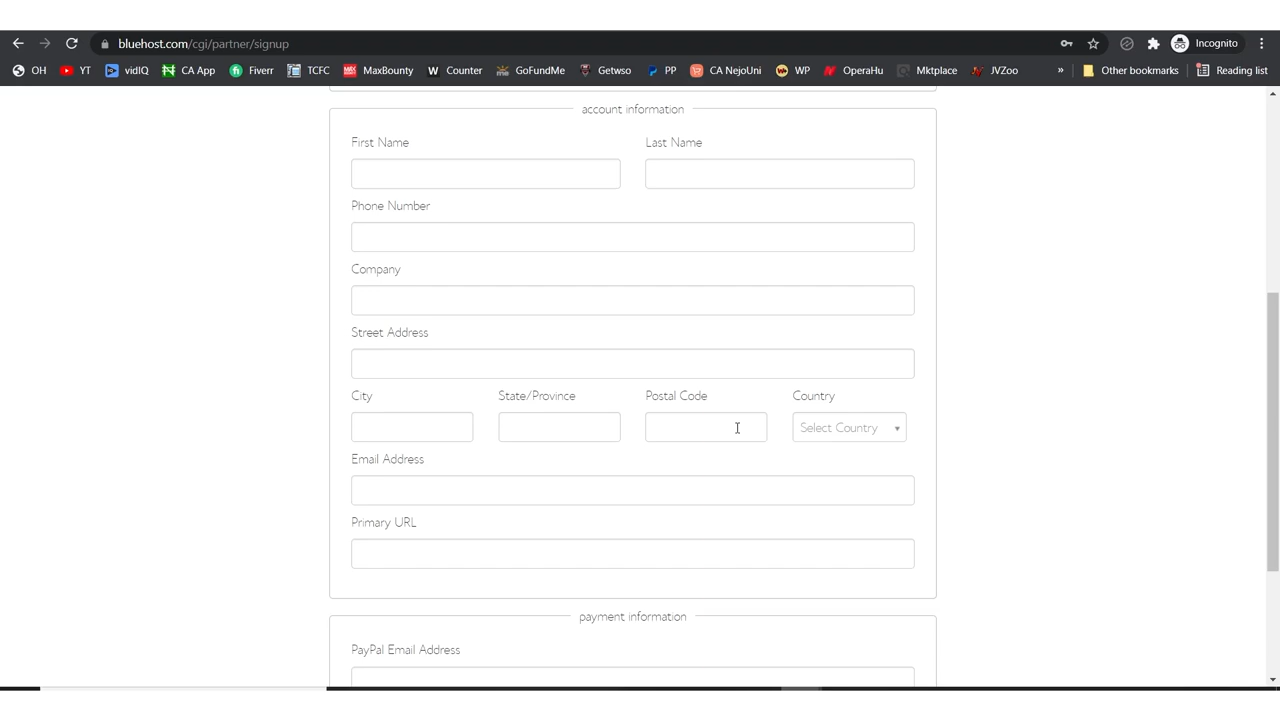 bluehost.com/cgi/partner/signup
Incognito
OH YT vidIQ CA App Fiverr TCFC MaxBounty Counter GoFundMe Getwso PP CA NejoUni WP OperaHu Mktplace JVZoo » Other bookmarks Reading list
account information
First Name Last Name
Phone Number
Company
Street Address
City State/Province Postal Code Country
Select Country
Email Address
Primary URL
payment information
PayPal Email Address